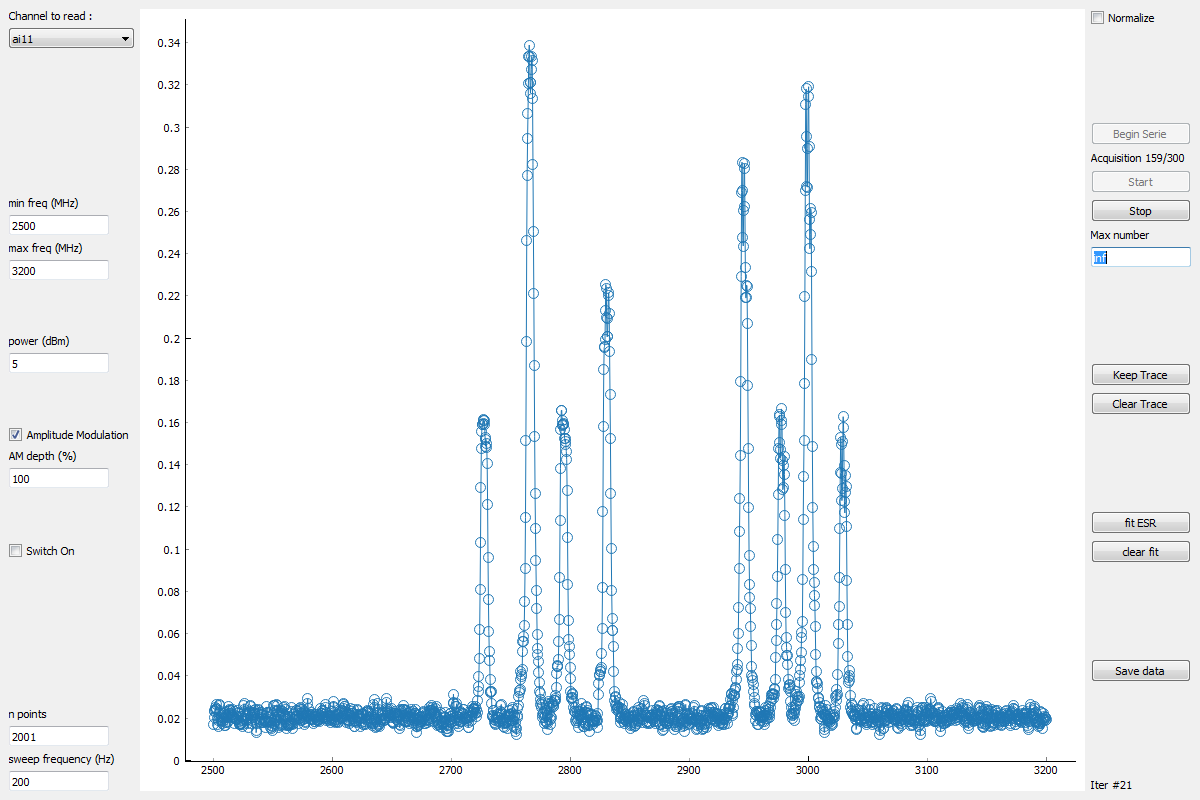 Channel to read :
ai11
min freq (MHz)
2500
max freq (MHz)
3200
power (dBm)
5
Amplitude Modulation
AM depth (%)
100
Switch On
n points
2001
sweep frequency (Hz)
200
0.34
0.32
0.3
0.28
0.26
0.24
0.22
0.2
0.18
0.16
0.14
0.12
0.1
0.08
0.06
0.04
0.02
0
2500
2600
2700
2800
2900
3000
3100
3200
Normalize
Begin Serie
Acquisition 159/300
Start
Stop
Max number
inf
Keep Trace
Clear Trace
fit ESR
clear fit
Save data
Iter #21